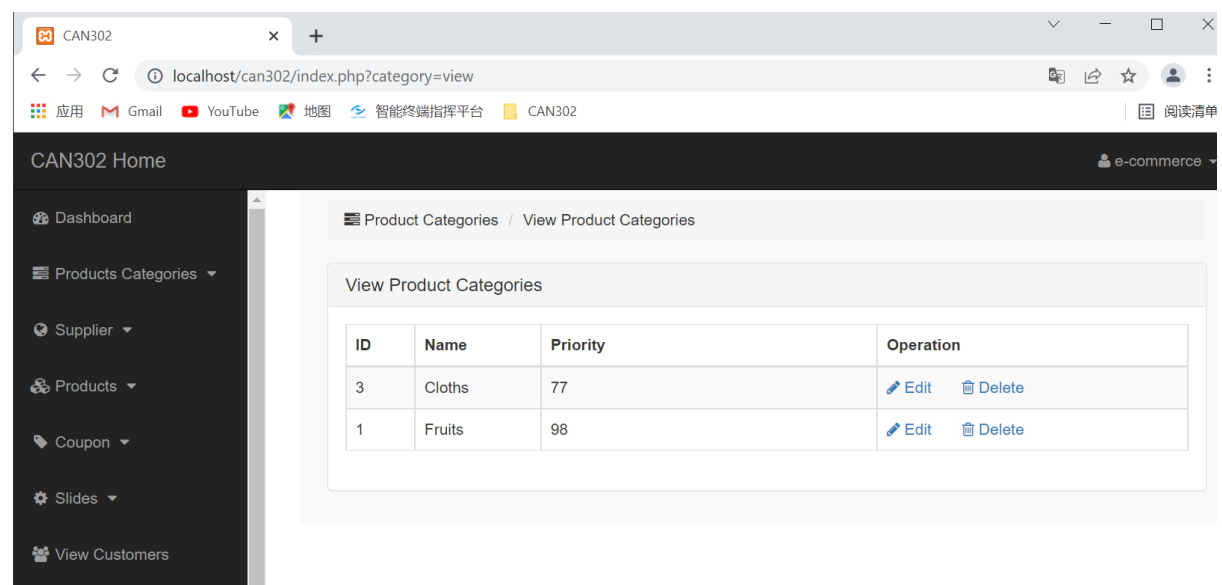 CAN302
localhost/can302/index.php?category=view
应用 Gmail YouTube 地图 智能终端指挥平台 CAN302 阅读清单
CAN302 Home e-commerce
Dashboard
Products Categories
Supplier
Products
Coupon
Slides
View Customers
Product Categories / View Product Categories
View Product Categories
ID Name Priority Operation
3 Cloths 77 Edit Delete
1 Fruits 98 Edit Delete